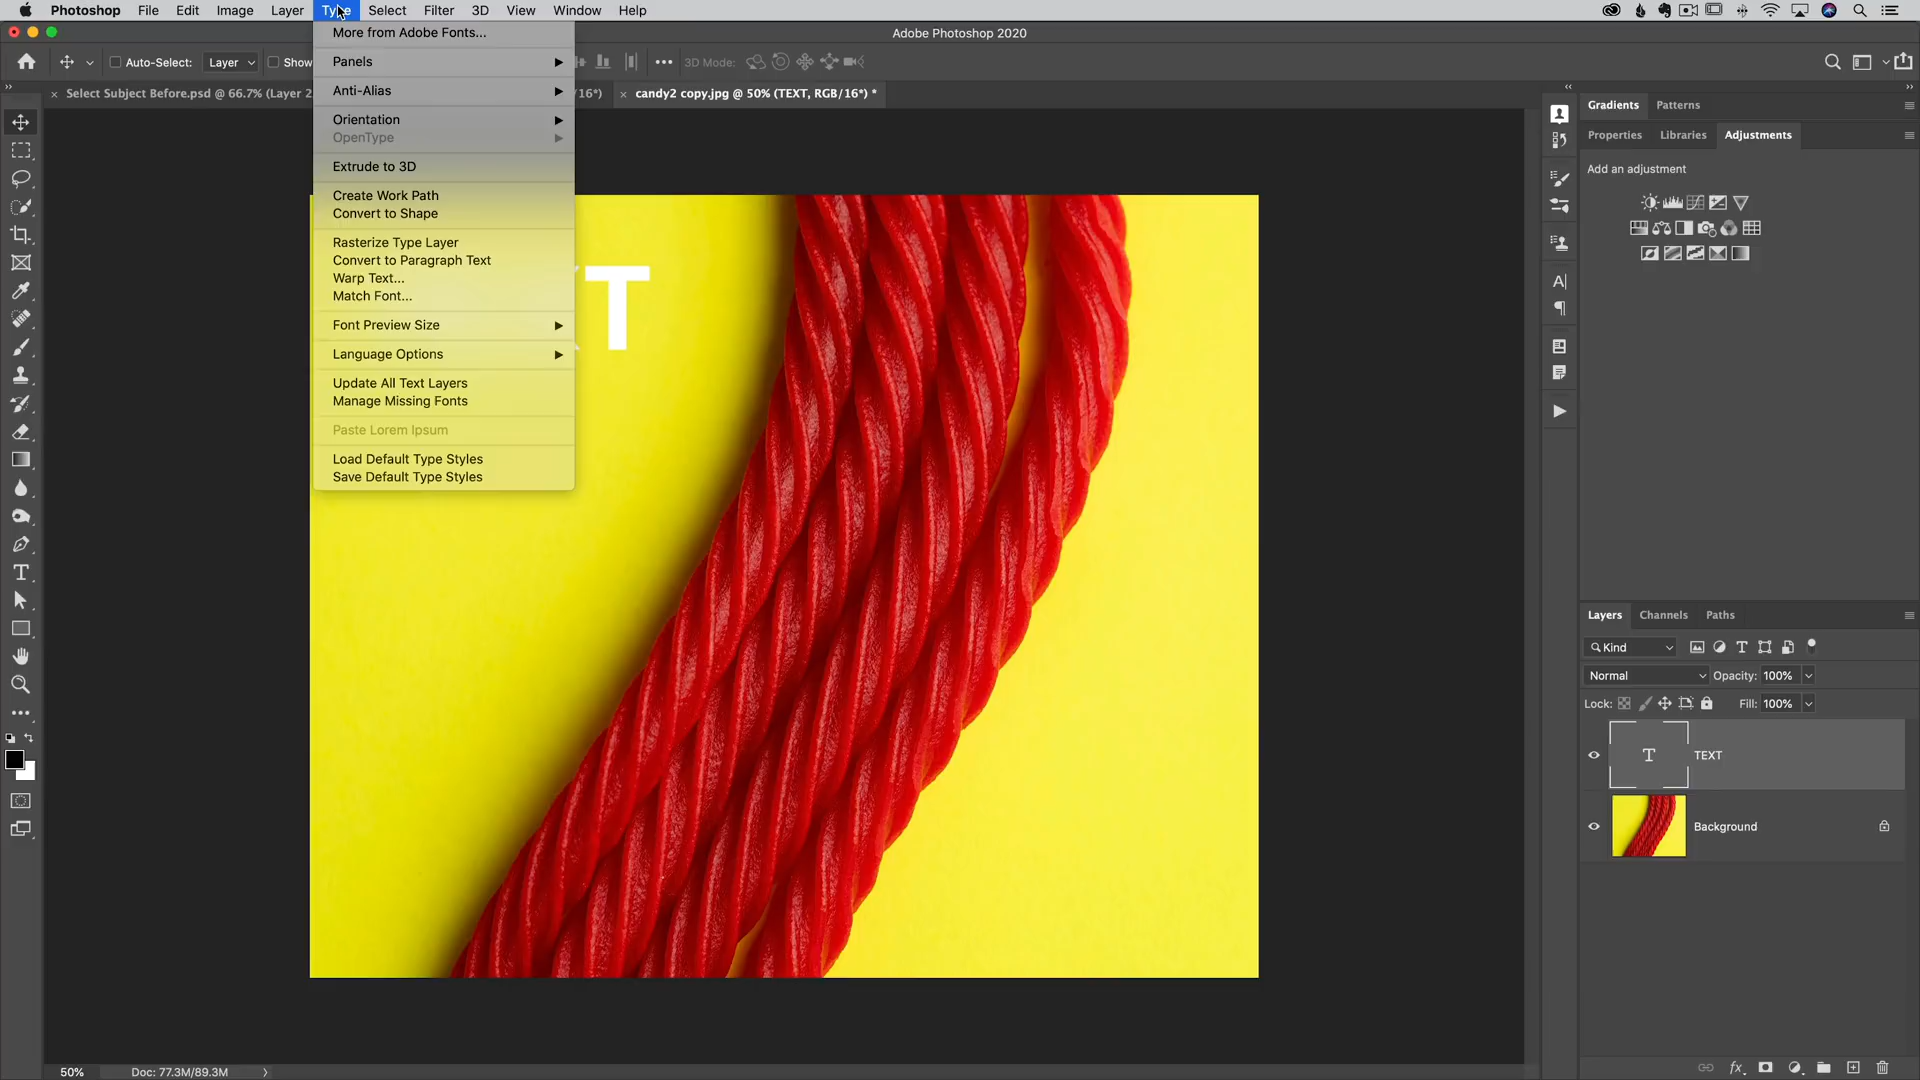 Photoshop File Edit Image Layer Type Select Filter 3D View Window Help
Adobe Photoshop 2020
Auto-Select: Layer Show 3D Mode:
× Select Subject Before.psd @ 66.7% (Layer 2, /16*) × candy2 copy.jpg @ 50% (TEXT, RGB/16*) *
More from Adobe Fonts...
Panels
Anti-Alias
Orientation
OpenType
Extrude to 3D
Create Work Path
Convert to Shape
Rasterize Type Layer
Convert to Paragraph Text
Warp Text...
Match Font...
Font Preview Size
Language Options
Update All Text Layers
Manage Missing Fonts
Paste Lorem Ipsum
Load Default Type Styles
Save Default Type Styles
T
Gradients Patterns
Properties Libraries Adjustments
Add an adjustment
Layers Channels Paths
Kind
Normal Opacity: 100%
Lock: Fill: 100%
T TEXT
Background
50% Doc: 77.3M/89.3M
fx